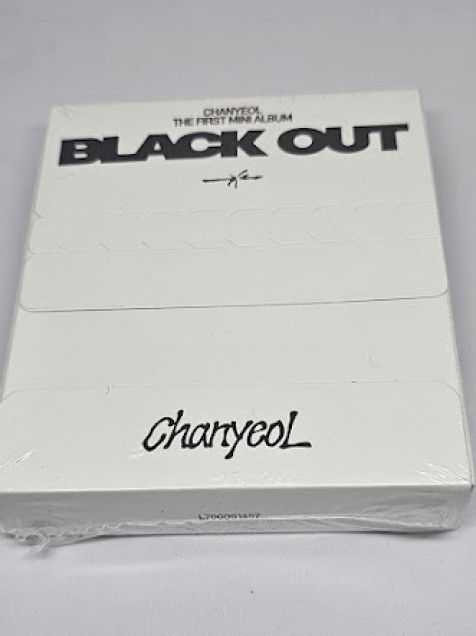 CHANYEOL
THE FIRST MINI ALBUM
BLACK OUT
chanyeoL